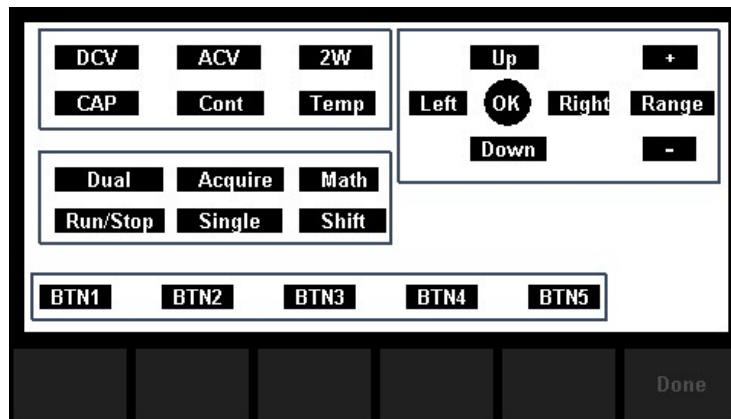 DCV ACV 2W
CAP Cont Temp
Up +
Left OK Right Range
Down -
Dual Acquire Math
Run/Stop Single Shift
BTN1 BTN2 BTN3 BTN4 BTN5
Done